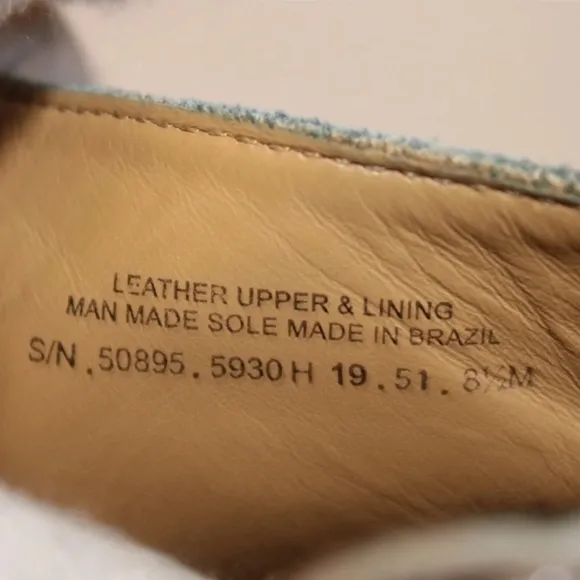 LEATHER UPPER & LINING
MAN MADE SOLE MADE IN BRAZIL
S/N . 50895 . 5930 H 19 . 51 . 8½M